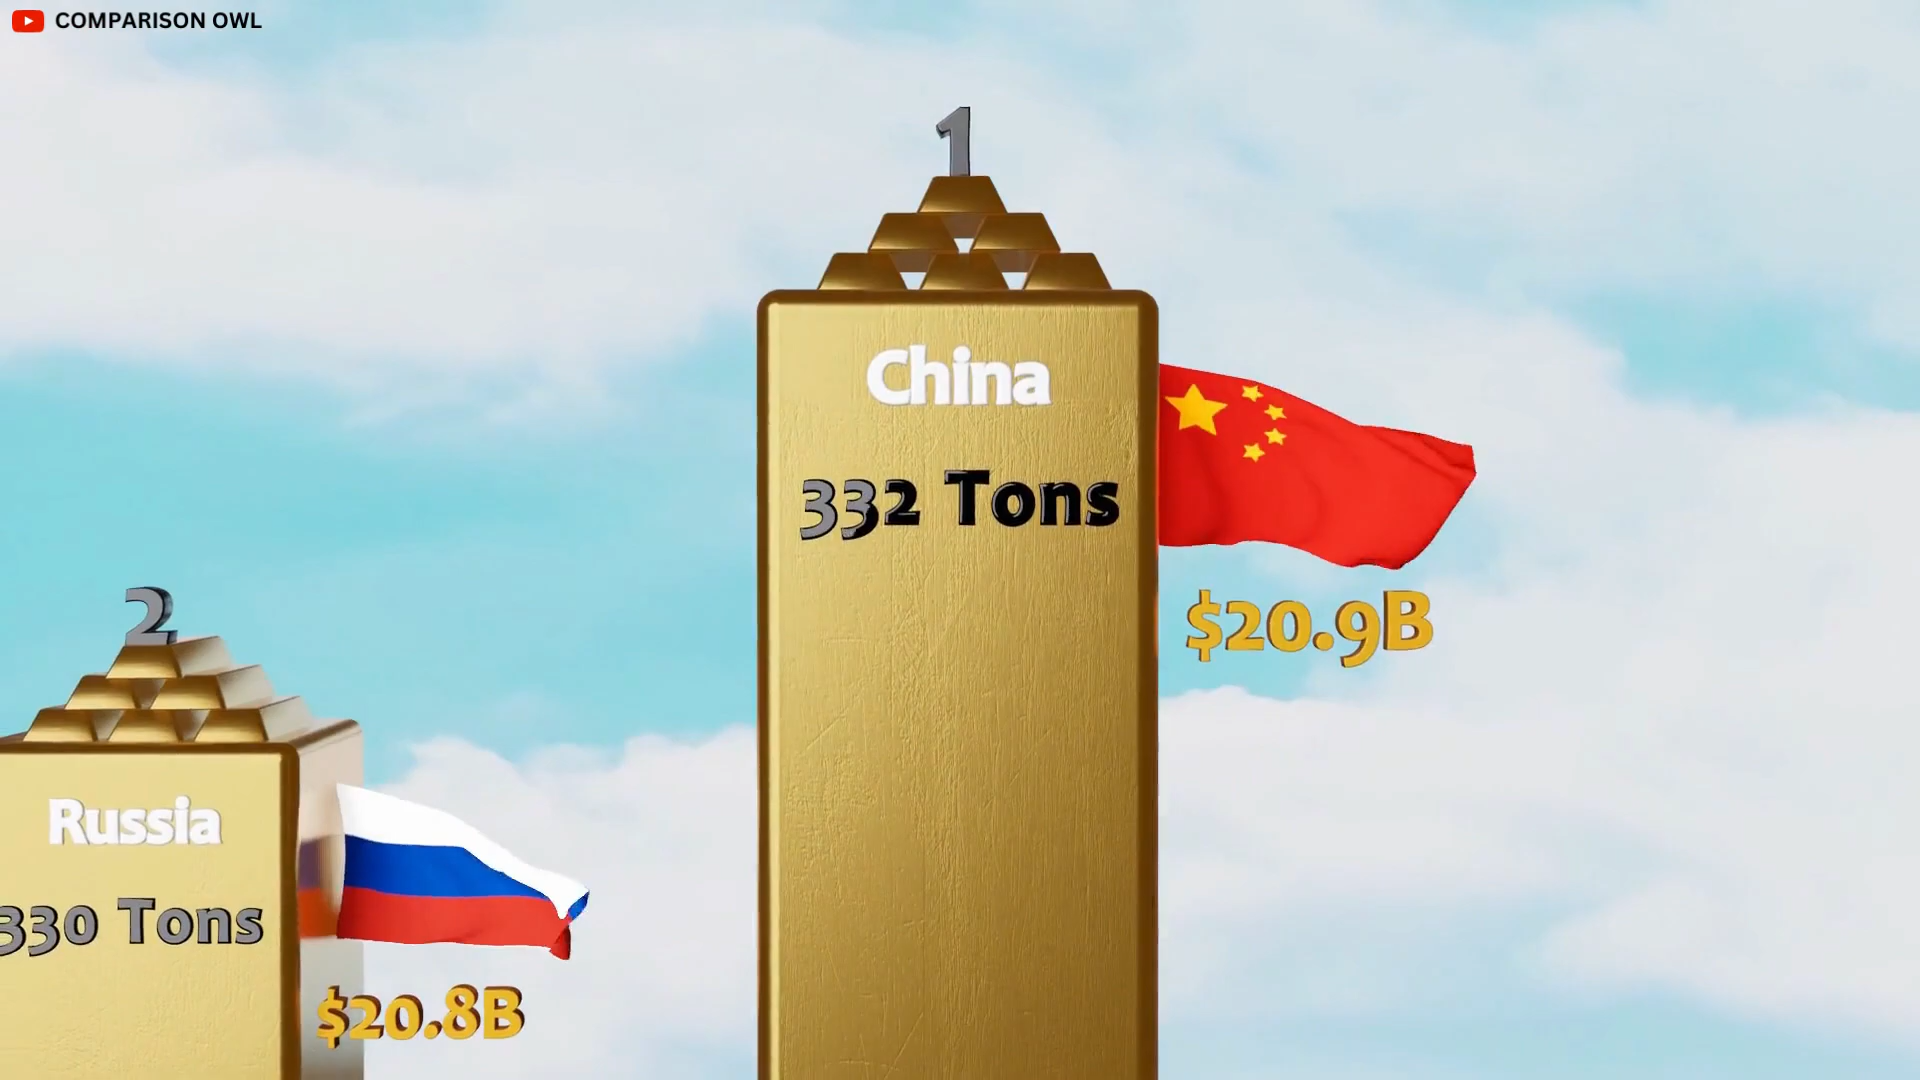 COMPARISON OWL
1
China
332 Tons
$20.9B
2
Russia
330 Tons
$20.8B